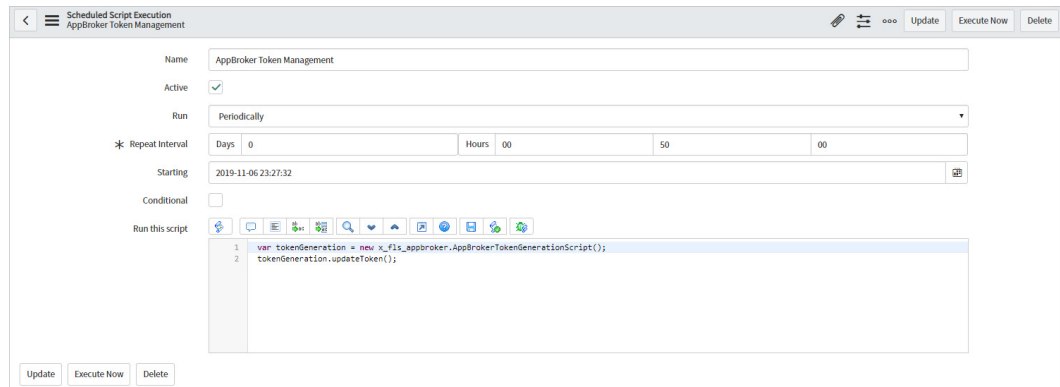 Scheduled Script Execution
AppBroker Token Management
Update Execute Now Delete
Name AppBroker Token Management
Active
Run Periodically
Repeat Interval Days 0 Hours 00 50 00
Starting 2019-11-06 23:27:32
Conditional
Run this script
1 var tokenGeneration = new x_fls_appbroker.AppBrokerTokenGenerationScript();
2 tokenGeneration.updateToken();
Update Execute Now Delete